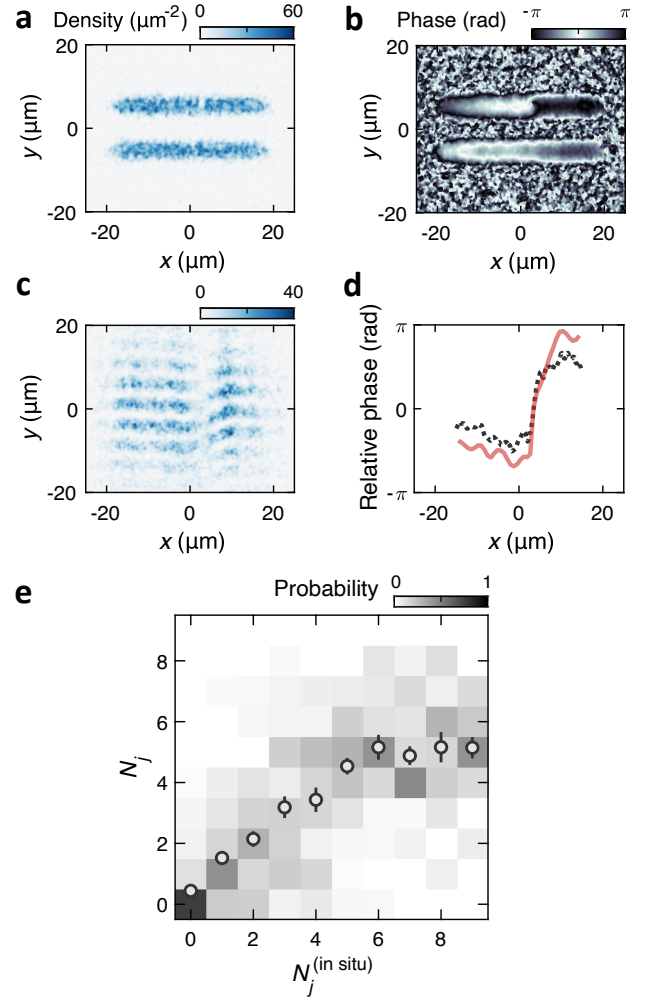 a Density (μm⁻²) 0 60
20
0
-20
y (μm)
-20 0 20
x (μm)
b Phase (rad) -π π
20
0
-20
y (μm)
-20 0 20
x (μm)
c 0 40
20
0
-20
y (μm)
-20 0 20
x (μm)
d
π
0
-π
Relative phase (rad)
-20 0 20
x (μm)
e Probability 0 1
8
6
4
2
0
N_j
0 2 4 6 8
N_j^(in situ)